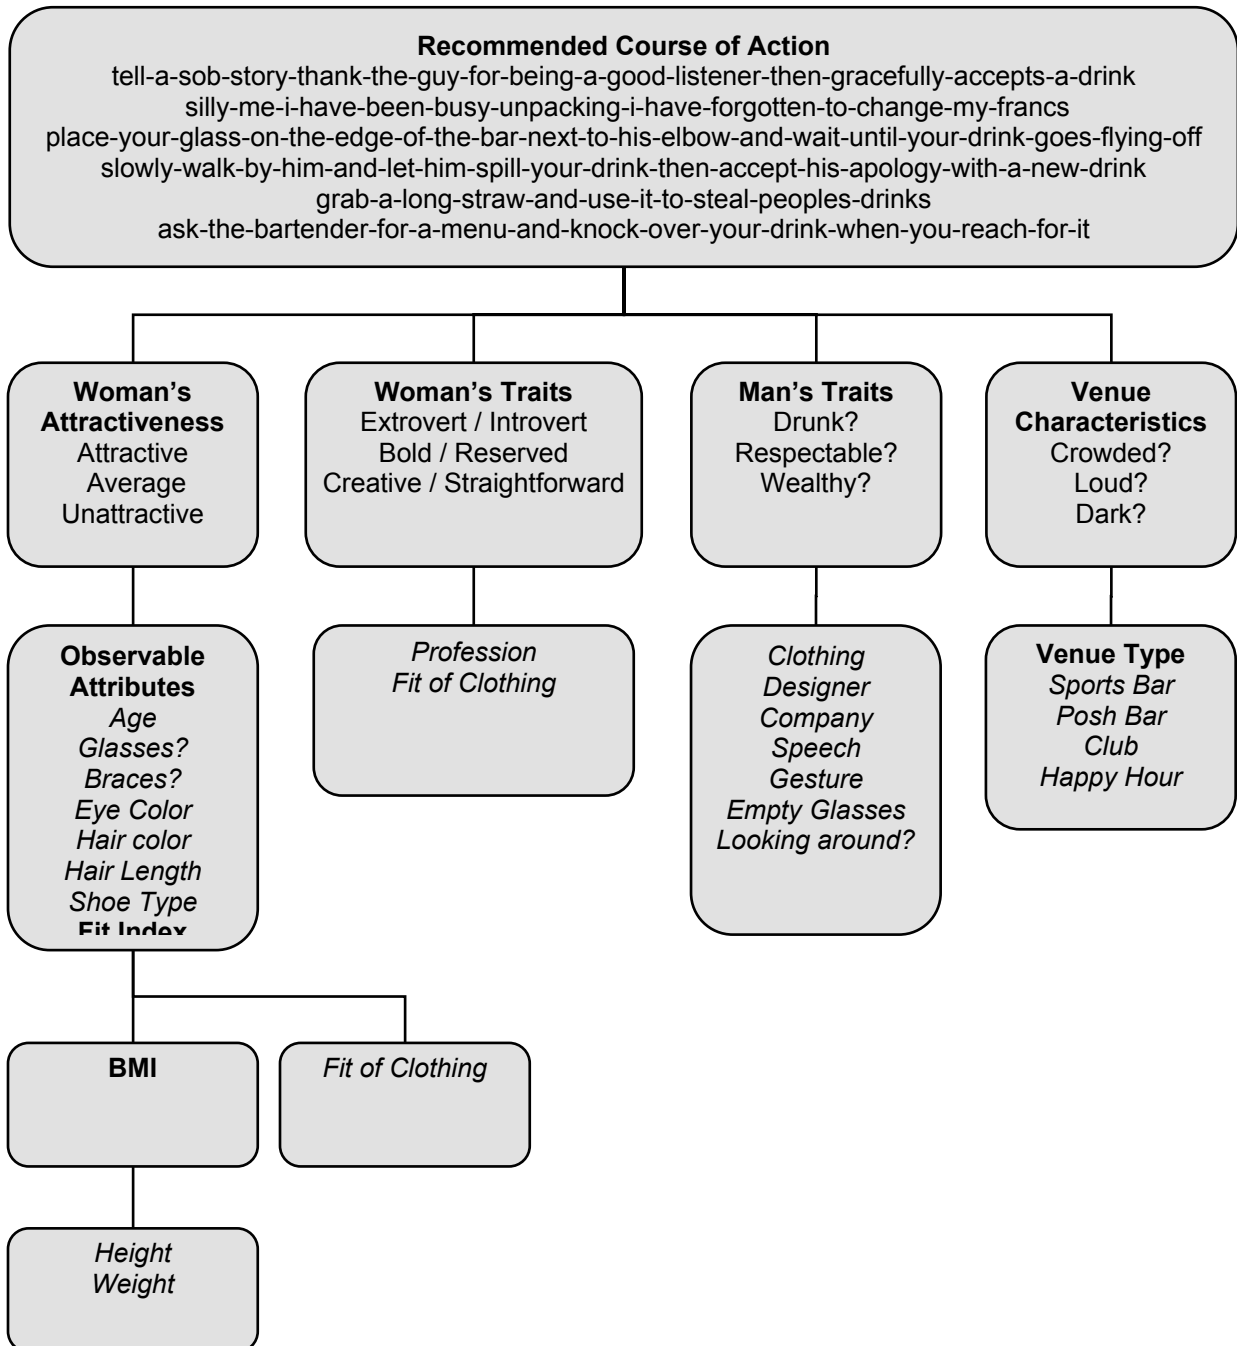 Recommended Course of Action
tell-a-sob-story-thank-the-guy-for-being-a-good-listener-then-gracefully-accepts-a-drink
silly-me-i-have-been-busy-unpacking-i-have-forgotten-to-change-my-francs
place-your-glass-on-the-edge-of-the-bar-next-to-his-elbow-and-wait-until-your-drink-goes-flying-off
slowly-walk-by-him-and-let-him-spill-your-drink-then-accept-his-apology-with-a-new-drink
grab-a-long-straw-and-use-it-to-steal-peoples-drinks
ask-the-bartender-for-a-menu-and-knock-over-your-drink-when-you-reach-for-it
Woman's
Attractiveness
Attractive
Average
Unattractive
Woman's Traits
Extrovert / Introvert
Bold / Reserved
Creative / Straightforward
Man's Traits
Drunk?
Respectable?
Wealthy?
Venue
Characteristics
Crowded?
Loud?
Dark?
Observable
Attributes
Age
Glasses?
Braces?
Eye Color
Hair color
Hair Length
Shoe Type
Fit Index
Profession
Fit of Clothing
Clothing
Designer
Company
Speech
Gesture
Empty Glasses
Looking around?
Venue Type
Sports Bar
Posh Bar
Club
Happy Hour
BMI
Fit of Clothing
Height
Weight